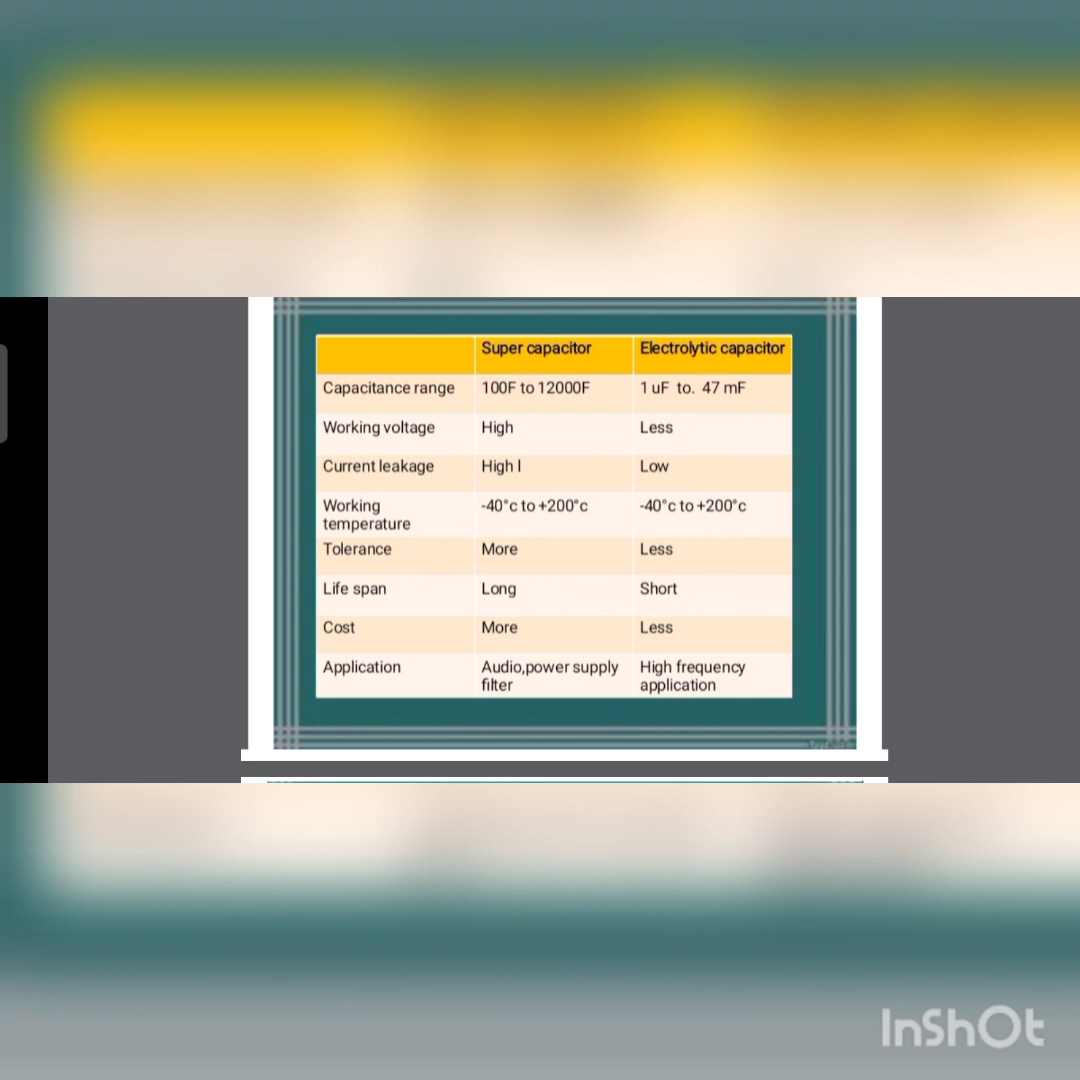 Super capacitor Electrolytic capacitor
Capacitance range 100F to 12000F 1 uF to. 47 mF
Working voltage High Less
Current leakage High l Low
Working temperature -40°c to +200°c -40°c to +200°c
Tolerance More Less
Life span Long Short
Cost More Less
Application Audio,power supply filter High frequency application
InShOt